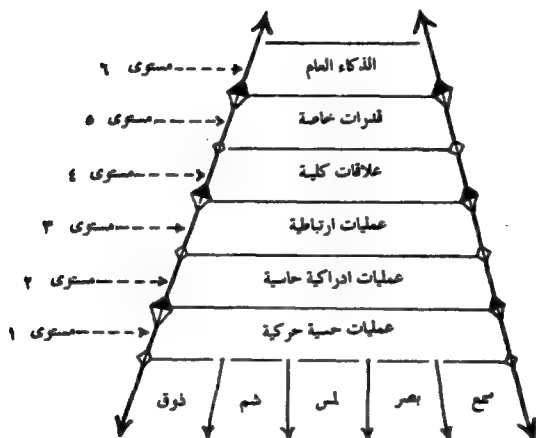 الذكاء العام
مستوى ٦
قدرات خاصة
مستوى ٥
علاقات كلية
مستوى ٤
عمليات ارتباطية
مستوى ٣
عمليات ادراكية حاسية
مستوى ٢
عمليات حسية حركية
مستوى ١
سمع بصر لمس شم ذوق